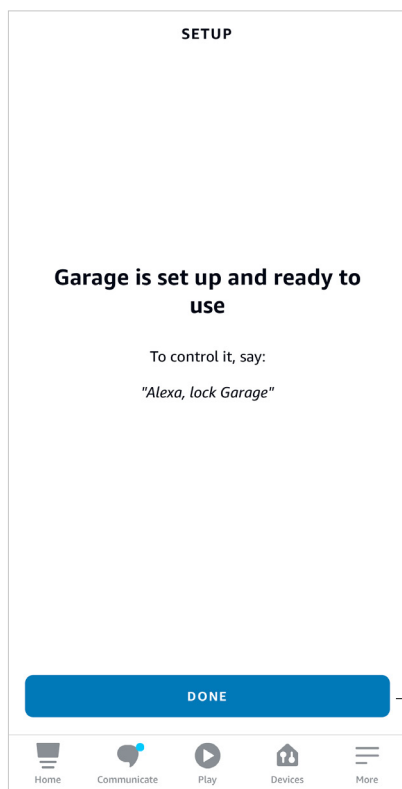 SETUP
Garage is set up and ready to
use
To control it, say:
"Alexa, lock Garage"
DONE
Home Communicate Play Devices More